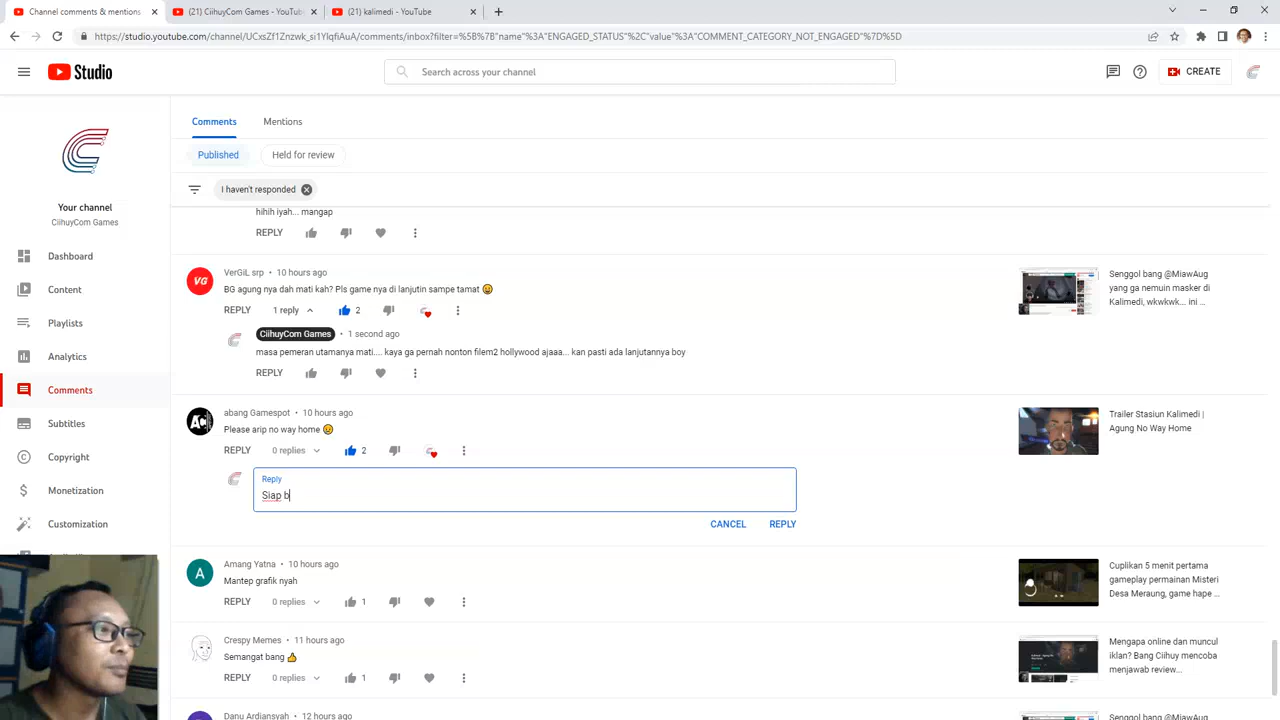 Channel comments & mentions
(21) CiihuyCom Games - YouTube
(21) kalimedi - YouTube
https://studio.youtube.com/channel/UCxsZf1Znzwk_si1YlqfiAuA/comments/inbox?filter=%5B%7B"name"%3A"ENGAGED_STATUS"%2C"value"%3A"COMMENT_CATEGORY_NOT_ENGAGED"%7D%5D
Studio
Search across your channel
CREATE
Your channel
CiihuyCom Games
Dashboard
Content
Playlists
Analytics
Comments
Subtitles
Copyright
Monetization
Customization
Comments
Mentions
Published
Held for review
I haven't responded
hihih iyah... mangap
REPLY
VG
VerGiL srp • 10 hours ago
BG agung nya dah mati kah? Pls game nya di lanjutin sampe tamat 😀
REPLY 1 reply 2
CiihuyCom Games • 1 second ago
masa pemeran utamanya mati.... kaya ga pernah nonton filem2 hollywood ajaaa... kan pasti ada lanjutannya boy
REPLY
Senggol bang @MiawAug
yang ga nemuin masker di
Kalimedi, wkwkwk... ini ...
abang Gamespot • 10 hours ago
Please arip no way home 😣
REPLY 0 replies 2
Reply
Siap b
CANCEL REPLY
Trailer Stasiun Kalimedi |
Agung No Way Home
A
Amang Yatna • 10 hours ago
Mantep grafik nyah
REPLY 0 replies 1
Cuplikan 5 menit pertama
gameplay permainan Misteri
Desa Meraung, game hape ...
Crespy Memes • 11 hours ago
Semangat bang 👍
REPLY 0 replies 1
Mengapa online dan muncul
iklan? Bang Ciihuy mencoba
menjawab review...
Danu Ardiansyah • 12 hours ago
Senggol bang @MiawAug